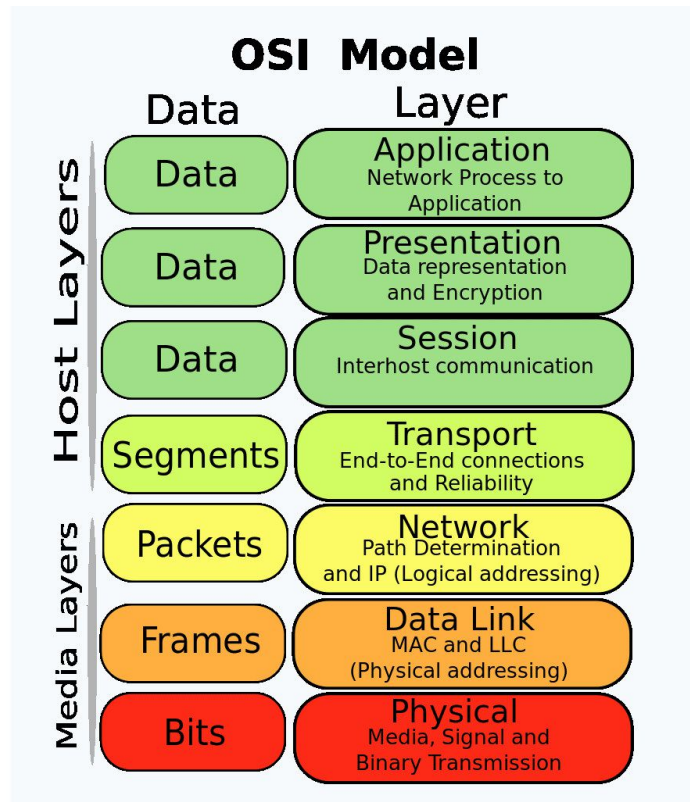 OSI Model
Data
Layer
Host Layers
Data
Application
Network Process to
Application
Data
Presentation
Data representation
and Encryption
Data
Session
Interhost communication
Segments
Transport
End-to-End connections
and Reliability
Media Layers
Packets
Network
Path Determination
and IP (Logical addressing)
Frames
Data Link
MAC and LLC
(Physical addressing)
Bits
Physical
Media, Signal and
Binary Transmission